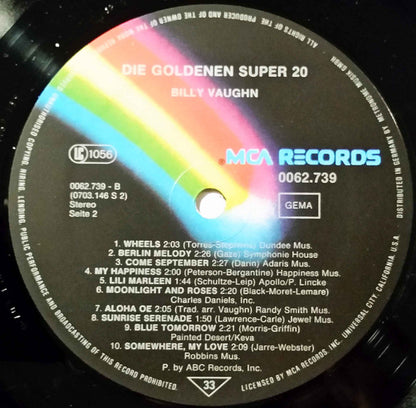 DIE GOLDENEN SUPER 20
BILLY VAUGHN
LC 1056
MCA RECORDS
0062.739
0062.739 - B
(0703.146 S 2)
Stereo
Seite 2
GEMA
1. WHEELS 2:03 (Torres-Stephens) Dundee Mus.
2. BERLIN MELODY 2:26 (Gaze) Symphonie House
3. COME SEPTEMBER 2:27 (Darin) Adaris Mus.
4. MY HAPPINESS 2:00 (Peterson-Bergantine) Happiness Mus.
5. LILI MARLEEN 1:44 (Schultze-Leip) Apollo/P. Lincke
6. MOONLIGHT AND ROSES 2:20 (Black-Moret-Lemare)
Charles Daniels, Inc.
7. ALOHA OE 2:05 (Trad. arr. Vaughn) Randy Smith Mus.
8. SUNRISE SERENADE 1:50 (Lawrence-Carle) Jewel Mus.
9. BLUE TOMORROW 2:21 (Morris-Griffin)
Painted Desert/Keva
10. SOMEWHERE, MY LOVE 2:09 (Jarre-Webster)
Robbins Mus.
P. by ABC Records, Inc.
33
ALL RIGHTS OF THE PRODUCER AND OF THE OWNER OF THE
UNAUTHORISED COPYING, HIRING, LENDING, PUBLIC PERFORMANCE AND BROADCASTING OF THIS RECORD PROHIBITED.
LICENSED BY MCA RECORDS, INC. UNIVERSAL CITY, CALIFORNIA, U.S.A.
DISTRIBUTED IN GERMANY BY METRONOME MUSIK GMBH